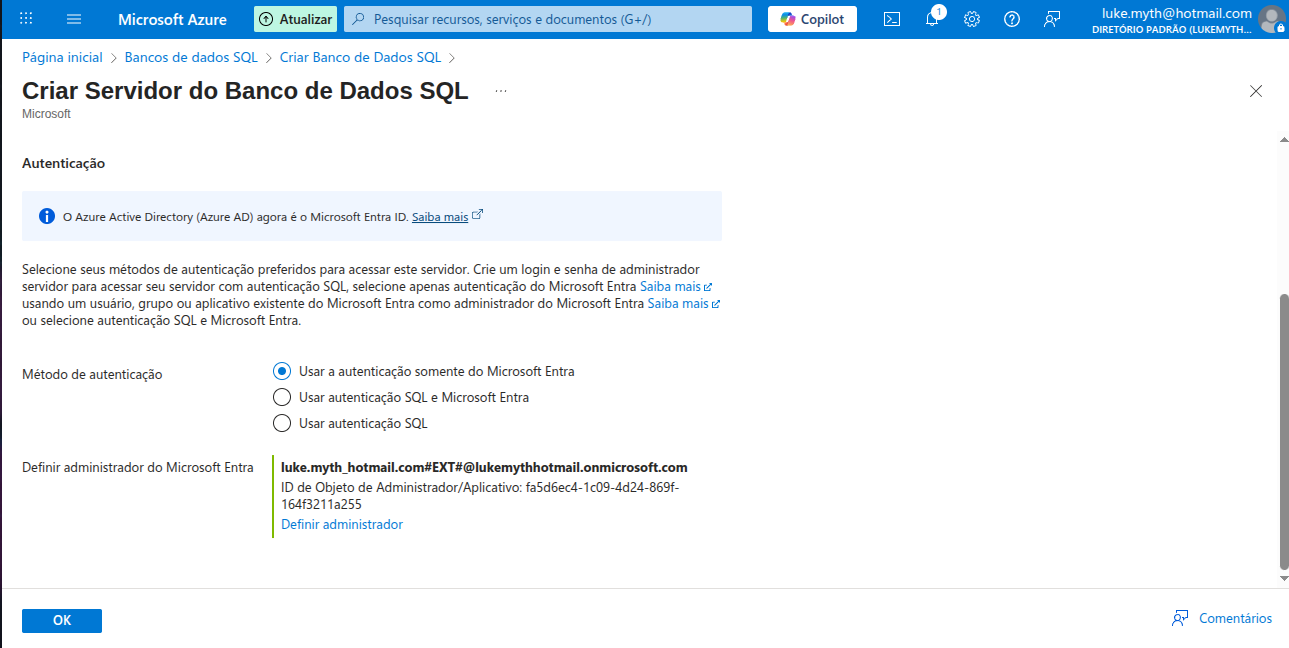 Microsoft Azure
Atualizar
Pesquisar recursos, serviços e documentos (G+/)
Copilot
1
luke.myth@hotmail.com
DIRETÓRIO PADRÃO (LUKEMYTH...
Página inicial > Bancos de dados SQL > Criar Banco de Dados SQL >
Criar Servidor do Banco de Dados SQL ...
Microsoft
Autenticação
O Azure Active Directory (Azure AD) agora é o Microsoft Entra ID. Saiba mais
Selecione seus métodos de autenticação preferidos para acessar este servidor. Crie um login e senha de administrador
servidor para acessar seu servidor com autenticação SQL, selecione apenas autenticação do Microsoft Entra Saiba mais
usando um usuário, grupo ou aplicativo existente do Microsoft Entra como administrador do Microsoft Entra Saiba mais
ou selecione autenticação SQL e Microsoft Entra.
Método de autenticação
Usar a autenticação somente do Microsoft Entra
Usar autenticação SQL e Microsoft Entra
Usar autenticação SQL
Definir administrador do Microsoft Entra
luke.myth_hotmail.com#EXT#@lukemythhotmail.onmicrosoft.com
ID de Objeto de Administrador/Aplicativo: fa5d6ec4-1c09-4d24-869f-
164f3211a255
Definir administrador
OK
Comentários